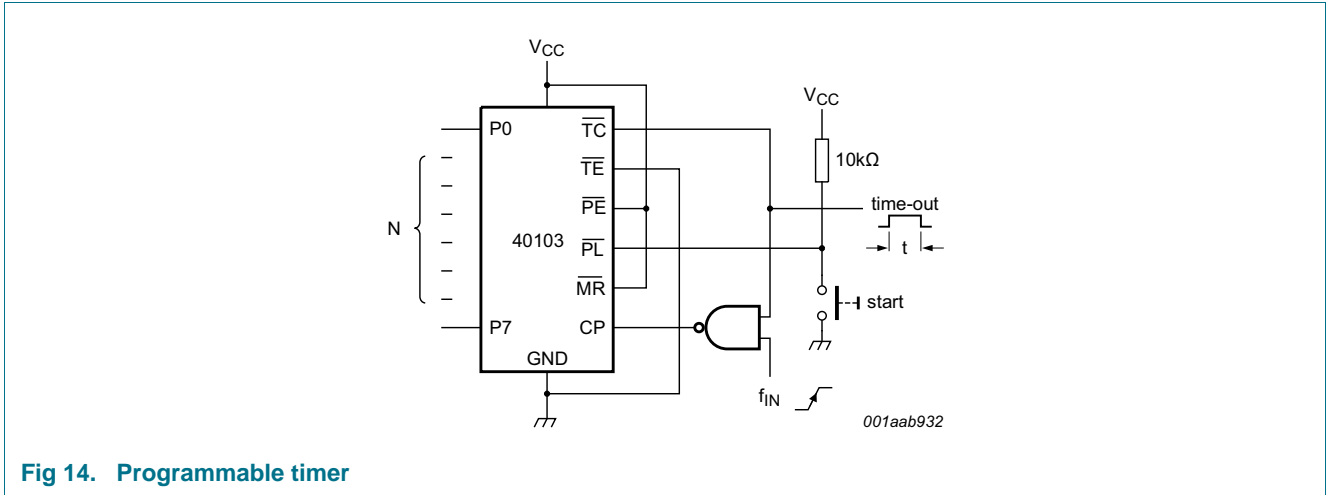 VCC
VCC
P0
TC
TE
10kΩ
PE
time-out
N
40103
PL
t
MR
start
P7
CP
GND
fIN
001aab932
Fig 14. Programmable timer